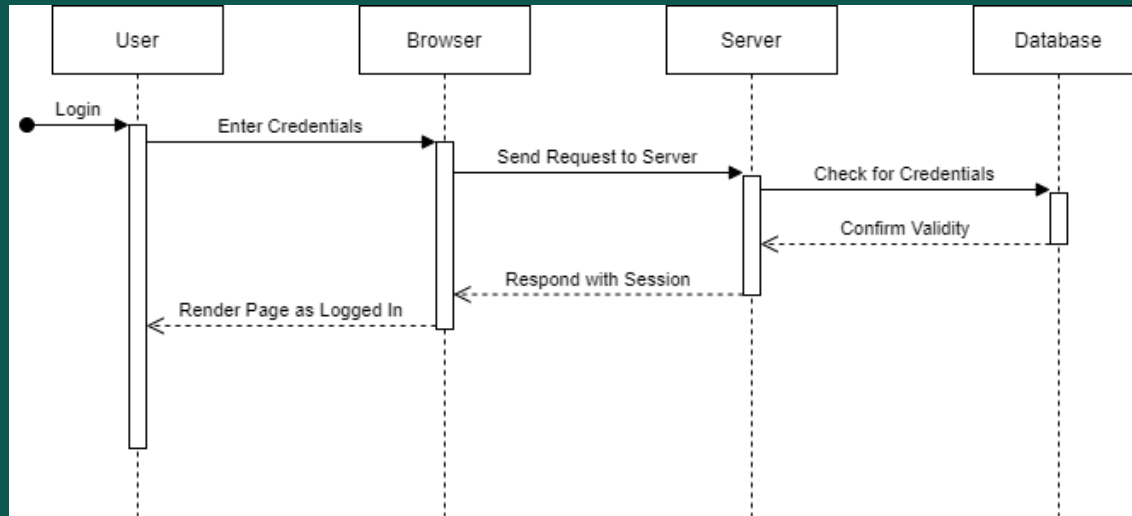 User
Browser
Server
Database
Login
Enter Credentials
Send Request to Server
Check for Credentials
Confirm Validity
Respond with Session
Render Page as Logged In